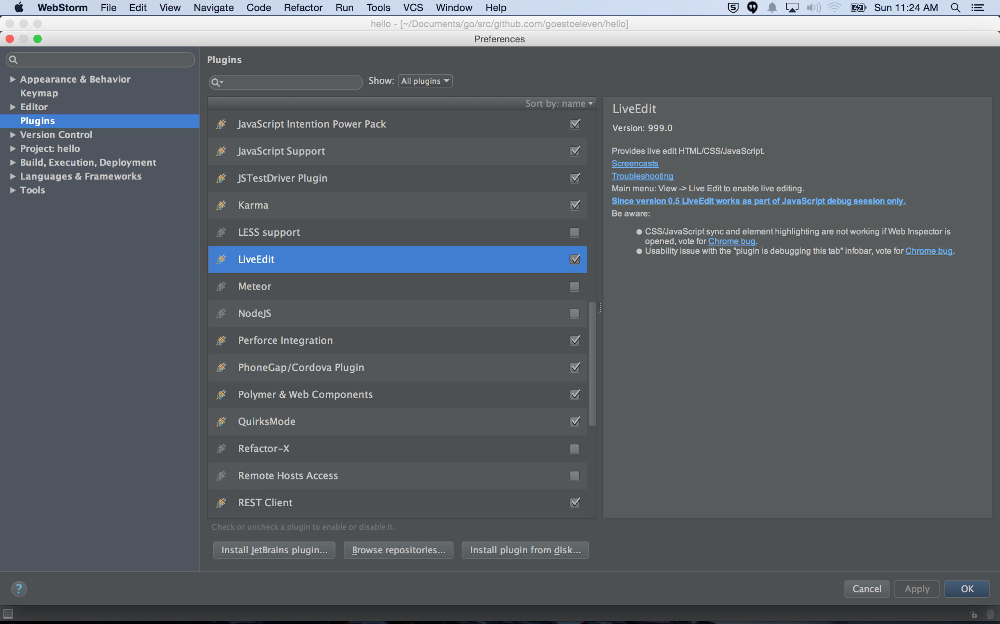 WebStorm File Edit View Navigate Code Refactor Run Tools VCS Window Help Sun 11:24 AM
hello - [~/Documents/go/src/github.com/goestoeleven/hello]
Preferences
Appearance & Behavior
Keymap
Editor
Plugins
Version Control
Project: hello
Build, Execution, Deployment
Languages & Frameworks
Tools
Plugins
Show: All plugins
Sort by: name
JavaScript Intention Power Pack
JavaScript Support
JSTestDriver Plugin
Karma
LESS support
LiveEdit
Meteor
NodeJS
Perforce Integration
PhoneGap/Cordova Plugin
Polymer & Web Components
QuirksMode
Refactor-X
Remote Hosts Access
REST Client
Check or uncheck a plugin to enable or disable it.
Install JetBrains plugin... Browse repositories... Install plugin from disk...
LiveEdit
Version: 999.0
Provides live edit HTML/CSS/JavaScript.
Screencasts
Troubleshooting
Main menu: View -> Live Edit to enable live editing.
Since version 0.5 LiveEdit works as part of JavaScript debug session only.
Be aware:
CSS/JavaScript sync and element highlighting are not working if Web Inspector is
opened, vote for Chrome bug.
Usability issue with the "plugin is debugging this tab" infobar, vote for Chrome bug.
? Cancel Apply OK